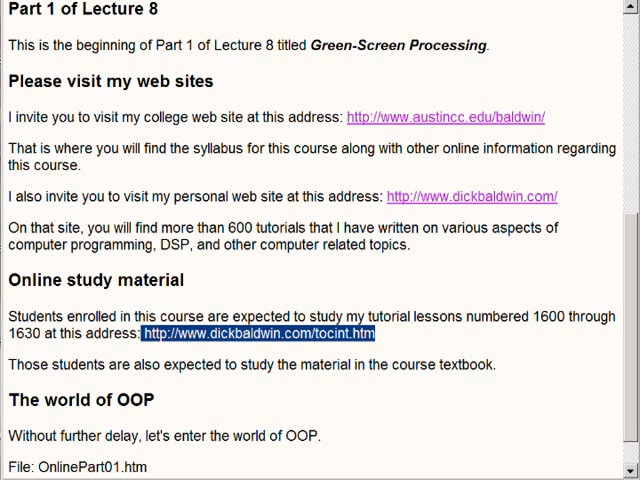 Part 1 of Lecture 8
This is the beginning of Part 1 of Lecture 8 titled Green-Screen Processing.
Please visit my web sites
I invite you to visit my college web site at this address: http://www.austincc.edu/baldwin/
That is where you will find the syllabus for this course along with other online information regarding
this course.
I also invite you to visit my personal web site at this address: http://www.dickbaldwin.com/
On that site, you will find more than 600 tutorials that I have written on various aspects of
computer programming, DSP, and other computer related topics.
Online study material
Students enrolled in this course are expected to study my tutorial lessons numbered 1600 through
1630 at this address: http://www.dickbaldwin.com/tocint.htm
Those students are also expected to study the material in the course textbook.
The world of OOP
Without further delay, let's enter the world of OOP.
File: OnlinePart01.htm